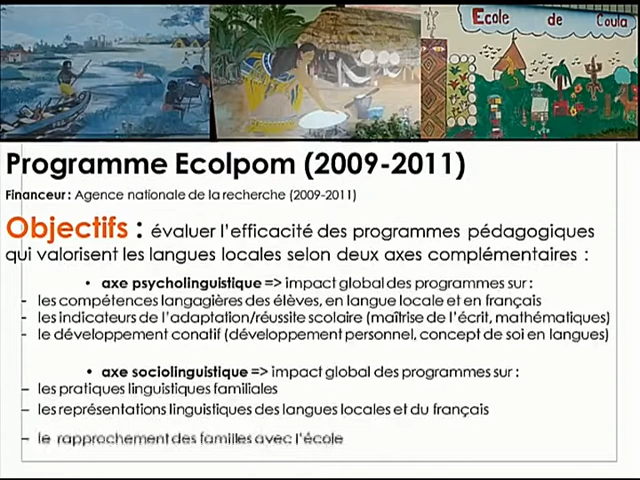 Ecole de Coula
Programme Ecolpom (2009-2011)
Financeur : Agence nationale de la recherche (2009-2011)
Objectifs : évaluer l'efficacité des programmes pédagogiques
qui valorisent les langues locales selon deux axes complémentaires :
• axe psycholinguistique => impact global des programmes sur :
- les compétences langagières des élèves, en langue locale et en français
- les indicateurs de l'adaptation/réussite scolaire (maîtrise de l'écrit, mathématiques)
- le développement conatif (développement personnel, concept de soi en langues)
• axe sociolinguistique => impact global des programmes sur :
- les pratiques linguistiques familiales
- les représentations linguistiques des langues locales et du français
- le rapprochement des familles avec l'école